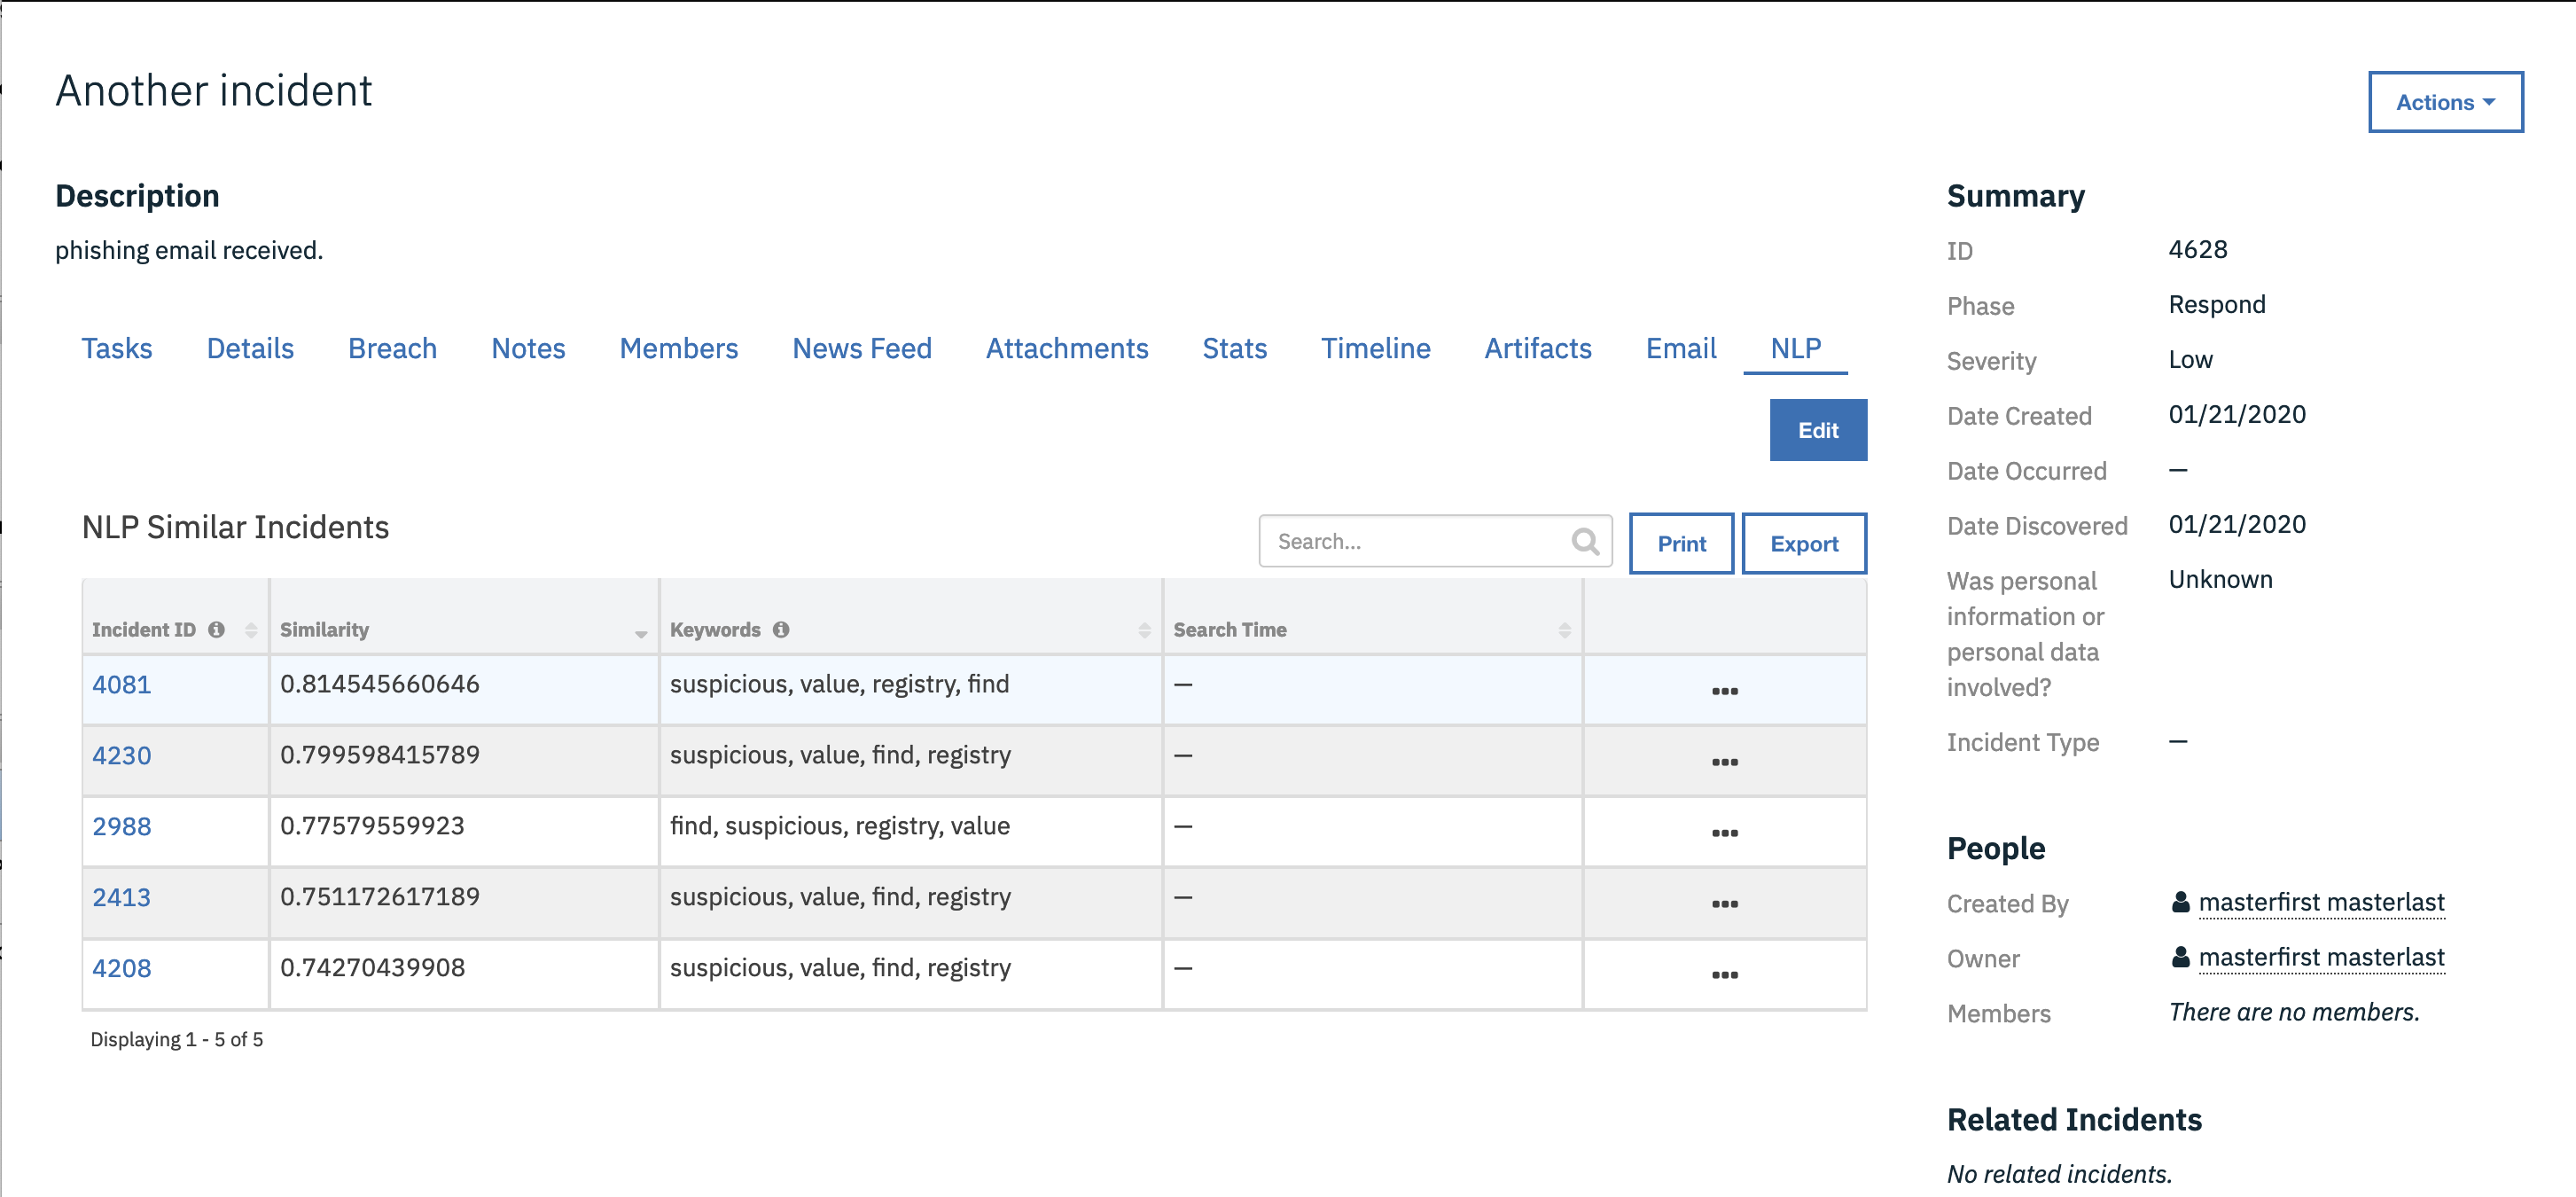 Another incident
Actions
Description
phishing email received.
Tasks Details Breach Notes Members News Feed Attachments Stats Timeline Artifacts Email NLP
Edit
NLP Similar Incidents
Search...
Print Export
Incident ID Similarity Keywords Search Time
4081 0.814545660646 suspicious, value, registry, find —
4230 0.799598415789 suspicious, value, find, registry —
2988 0.77579559923 find, suspicious, registry, value —
2413 0.751172617189 suspicious, value, find, registry —
4208 0.74270439908 suspicious, value, find, registry —
Displaying 1 - 5 of 5
Summary
ID 4628
Phase Respond
Severity Low
Date Created 01/21/2020
Date Occurred —
Date Discovered 01/21/2020
Was personal Unknown
information or
personal data
involved?
Incident Type —
People
Created By masterfirst masterlast
Owner masterfirst masterlast
Members There are no members.
Related Incidents
No related incidents.